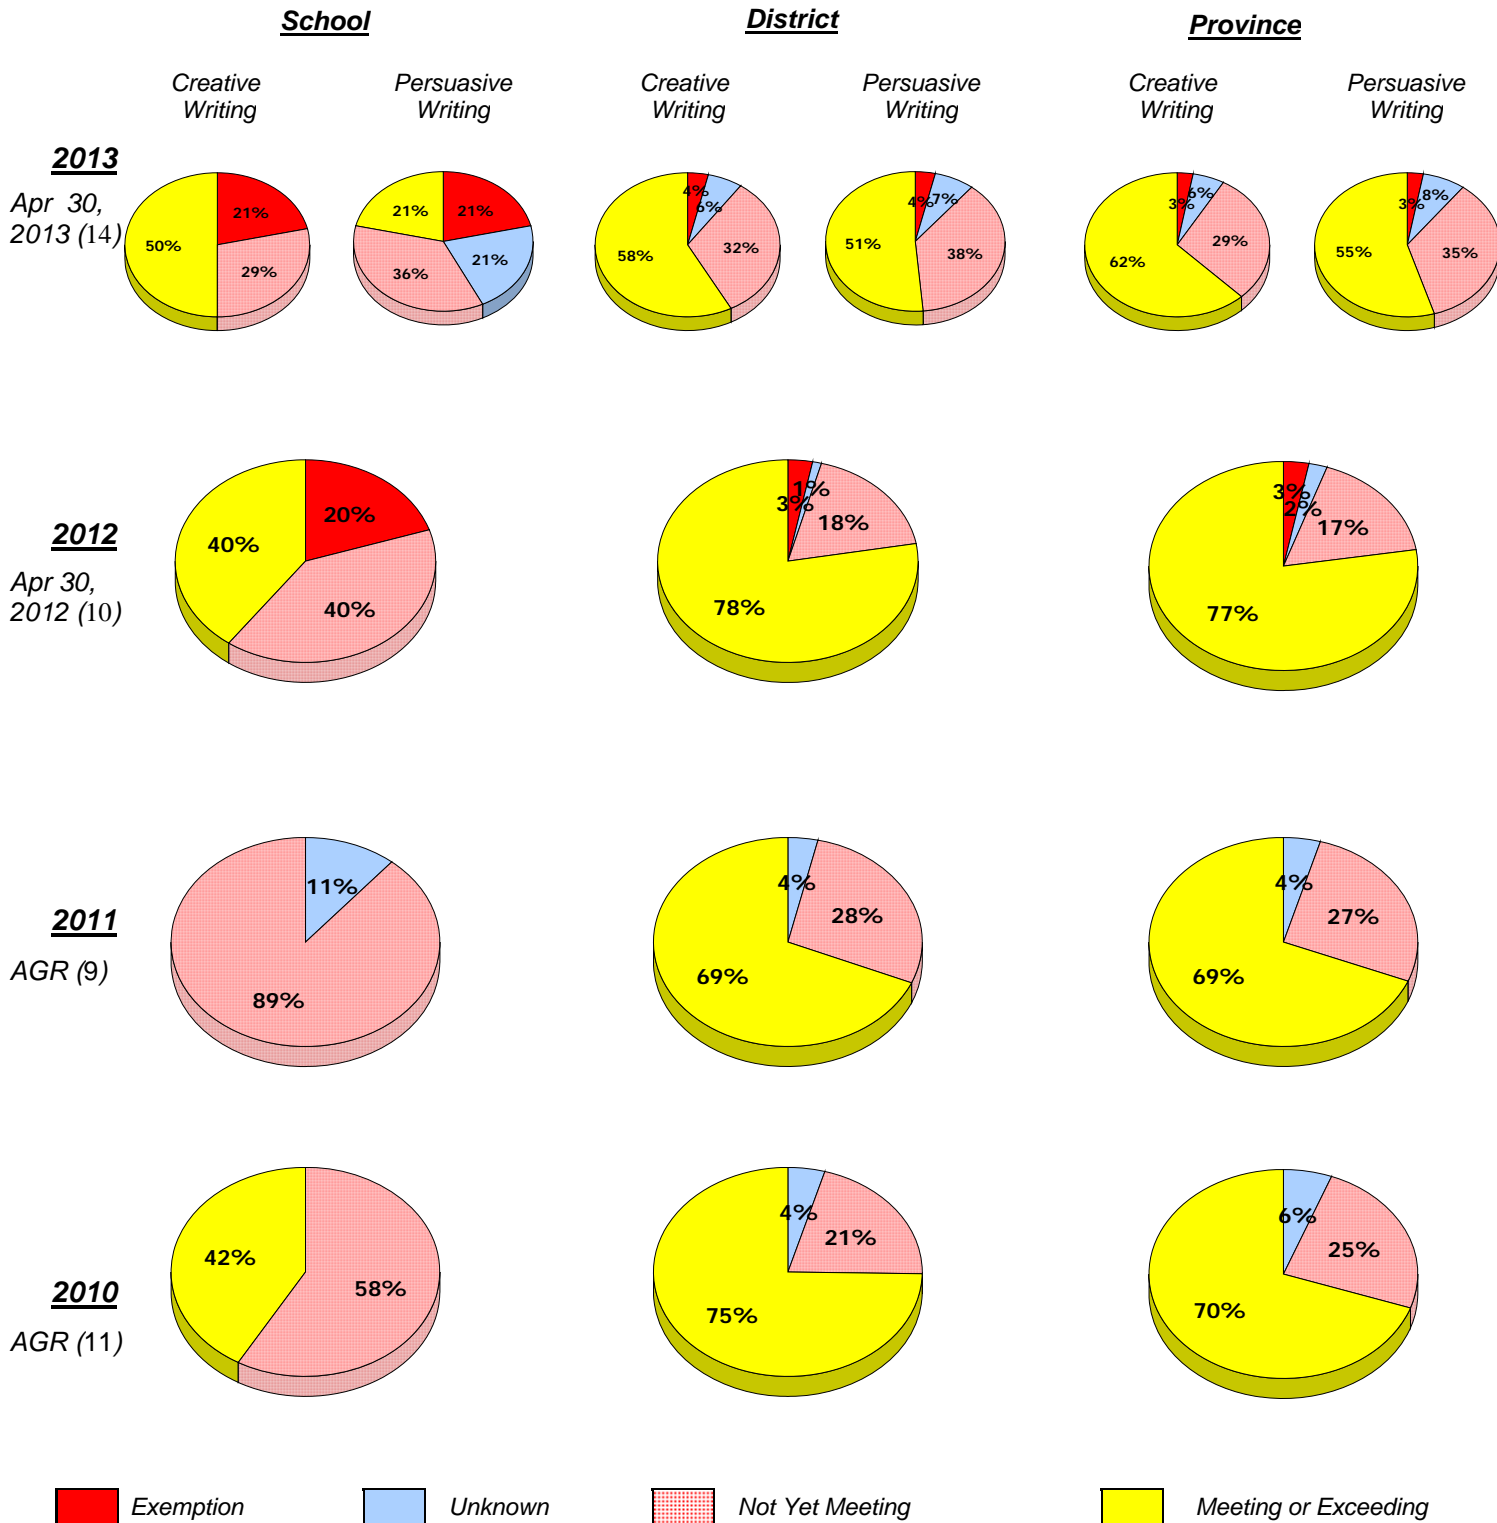 School District Province
Creative Writing Persuasive Writing Creative Writing Persuasive Writing Creative Writing Persuasive Writing
2013
Apr 30,
2013 (14)
50% 21% 29%
21% 21% 36% 21%
4% 6% 58% 32%
4% 7% 51% 38%
3% 6% 62% 29%
3% 8% 55% 35%
2012
Apr 30,
2012 (10)
40% 20% 40%
3% 1% 18% 78%
3% 2% 17% 77%
2011
AGR (9)
11% 89%
4% 28% 69%
4% 27% 69%
2010
AGR (11)
42% 58%
4% 21% 75%
6% 25% 70%
Exemption Unknown Not Yet Meeting Meeting or Exceeding